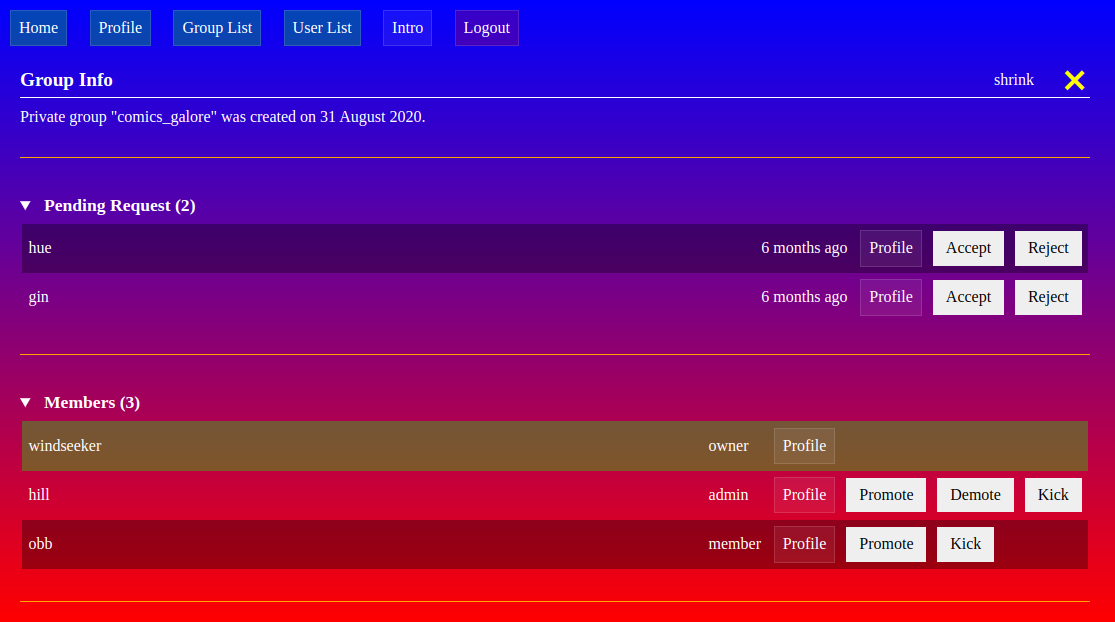 Home Profile Group List User List Intro Logout
Group Info shrink
Private group "comics_galore" was created on 31 August 2020.
Pending Request (2)
hue 6 months ago Profile Accept Reject
gin 6 months ago Profile Accept Reject
Members (3)
windseeker owner Profile
hill admin Profile Promote Demote Kick
obb member Profile Promote Kick